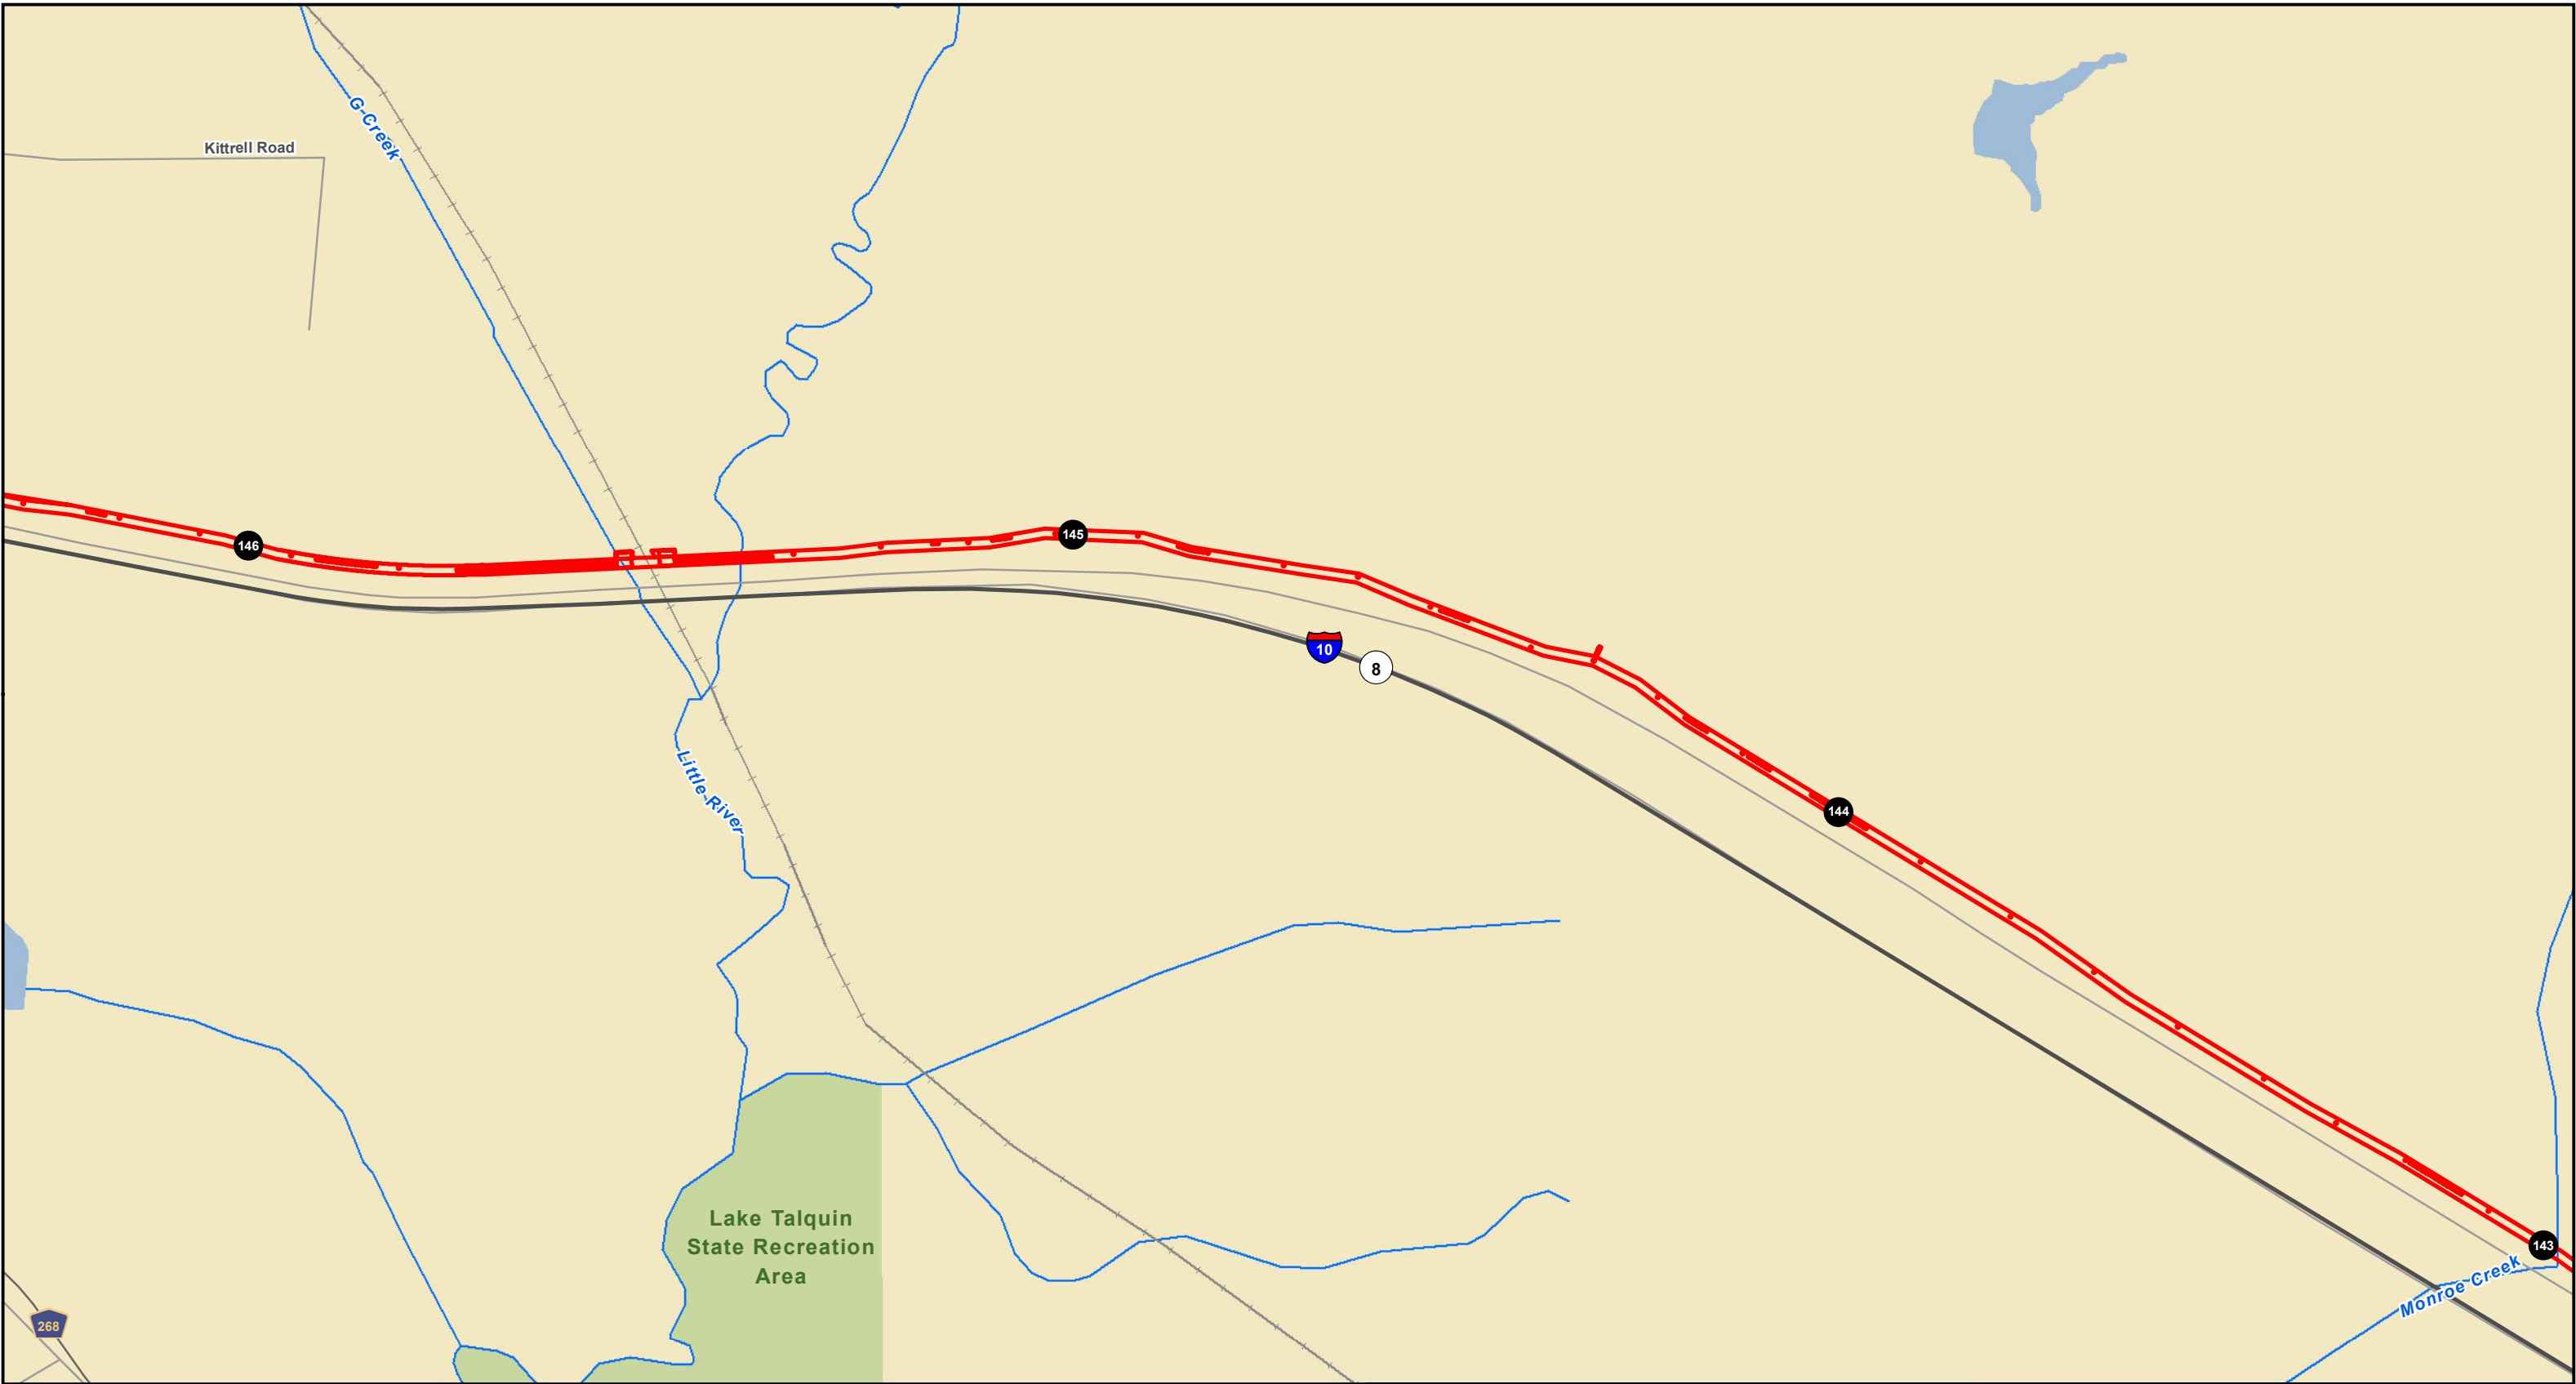 G-Creek
Kittrell Road
146
145
10
8
Little-River
144
Lake Talquin
State Recreation
Area
143
Monroe Creek
268